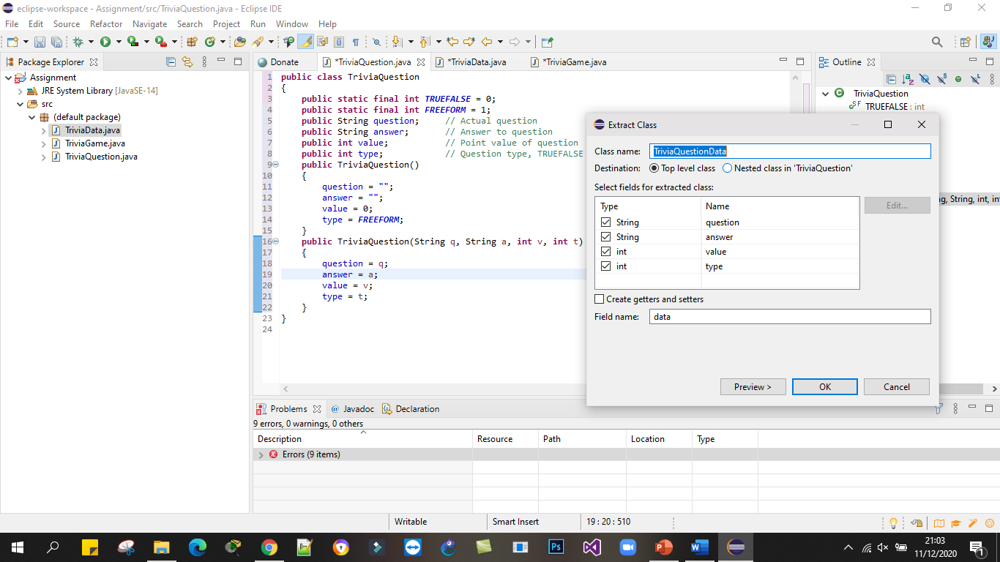 eclipse-workspace - Assignment/src/TriviaQuestion.java - Eclipse IDE
File Edit Source Refactor Navigate Search Project Run Window Help
Package Explorer
Assignment
JRE System Library [JavaSE-14]
src
(default package)
TriviaData.java
TriviaGame.java
TriviaQuestion.java
Donate *TriviaQuestion.java *TriviaData.java *TriviaGame.java
1 public class TriviaQuestion
2 {
3 public static final int TRUEFALSE = 0;
4 public static final int FREEFORM = 1;
5 public String question; // Actual question
6 public String answer; // Answer to question
7 public int value; // Point value of question
8 public int type; // Question type, TRUEFALSE
9 public TriviaQuestion()
10 {
11 question = "";
12 answer = "";
13 value = 0;
14 type = FREEFORM;
15 }
16 public TriviaQuestion(String q, String a, int v, int t)
17 {
18 question = q;
19 answer = a;
20 value = v;
21 type = t;
22 }
23 }
24
Outline
TriviaQuestion
TRUEFALSE : int
g, String, int, in
Extract Class
Class name: TriviaQuestionData
Destination: Top level class Nested class in 'TriviaQuestion'
Select fields for extracted class:
Type Name
String question
String answer
int value
int type
Edit...
Create getters and setters
Field name: data
Preview > OK Cancel
Problems @ Javadoc Declaration
9 errors, 0 warnings, 0 others
Description Resource Path Location Type
Errors (9 items)
Writable Smart Insert 19 : 20 : 510
21:03
11/12/2020
1